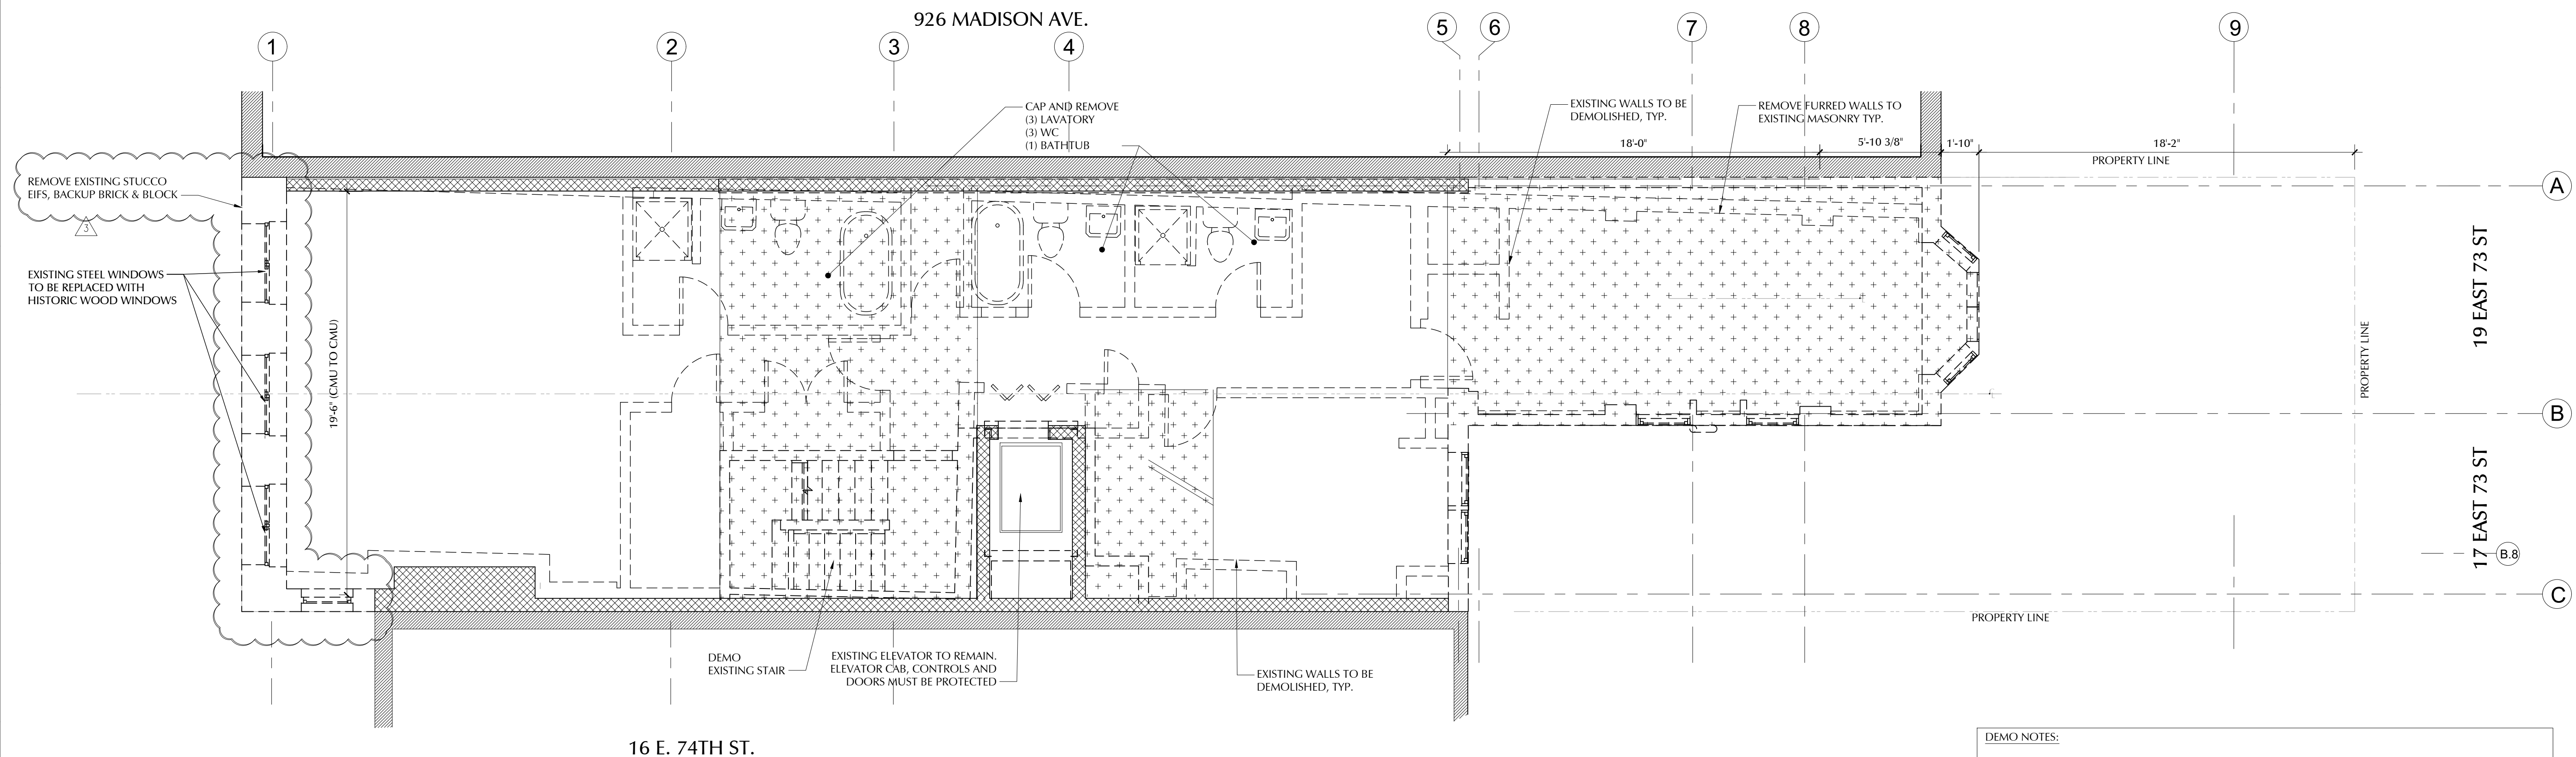 926 MADISON AVE.
1
2
3
4
5
6
7
8
9
CAP AND REMOVE
(3) LAVATORY
(3) WC
(1) BATHTUB
EXISTING WALLS TO BE
DEMOLISHED, TYP.
REMOVE FURRED WALLS TO
EXISTING MASONRY TYP.
18'-0"
5'-10 3/8"
1'-10"
18'-2"
PROPERTY LINE
REMOVE EXISTING STUCCO
EIFS, BACKUP BRICK & BLOCK
3
EXISTING STEEL WINDOWS
TO BE REPLACED WITH
HISTORIC WOOD WINDOWS
19'-6" (CMU TO CMU)
A
19 EAST 73 ST
PROPERTY LINE
B
17 EAST 73 ST
B.8
C
PROPERTY LINE
DEMO
EXISTING STAIR
EXISTING ELEVATOR TO REMAIN.
ELEVATOR CAB, CONTROLS AND
DOORS MUST BE PROTECTED
EXISTING WALLS TO BE
DEMOLISHED, TYP.
16 E. 74TH ST.
DEMO NOTES: